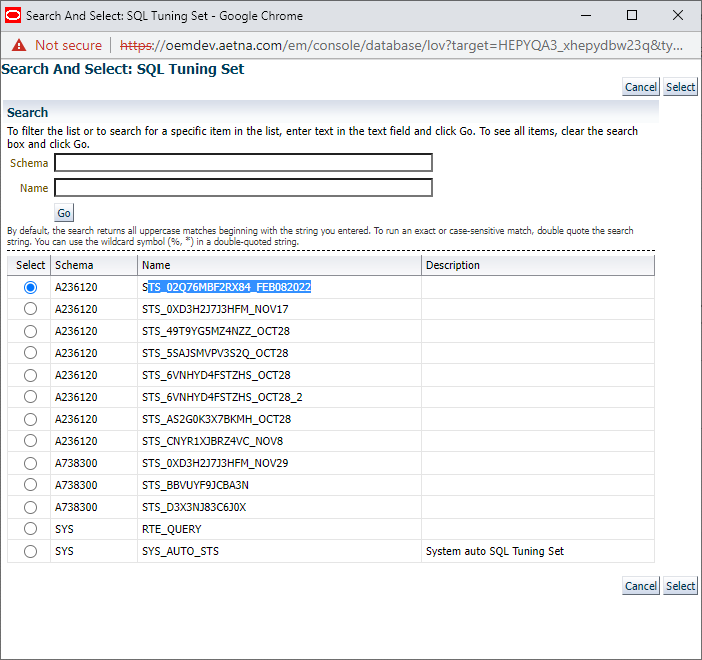 Search And Select: SQL Tuning Set - Google Chrome
Not secure | https://oemdev.aetna.com/em/console/database/lov?target=HEPYQA3_xhepydbw23q&ty...
Search And Select: SQL Tuning Set
Cancel Select
Search
To filter the list or to search for a specific item in the list, enter text in the text field and click Go. To see all items, clear the search
box and click Go.
Schema
Name
Go
By default, the search returns all uppercase matches beginning with the string you entered. To run an exact or case-sensitive match, double quote the search
string. You can use the wildcard symbol (%, *) in a double-quoted string.
Select Schema Name Description
A236120 STS_02Q76MBF2RX84_FEB082022
A236120 STS_0XD3H2J7J3HFM_NOV17
A236120 STS_49T9YG5MZ4NZZ_OCT28
A236120 STS_5SAJSMVPV3S2Q_OCT28
A236120 STS_6VNHYD4FSTZHS_OCT28
A236120 STS_6VNHYD4FSTZHS_OCT28_2
A236120 STS_AS2G0K3X7BKMH_OCT28
A236120 STS_CNYR1XJBRZ4VC_NOV8
A738300 STS_0XD3H2J7J3HFM_NOV29
A738300 STS_BBVUYF9JCBA3N
A738300 STS_D3X3NJ83C6J0X
SYS RTE_QUERY
SYS SYS_AUTO_STS System auto SQL Tuning Set
Cancel Select